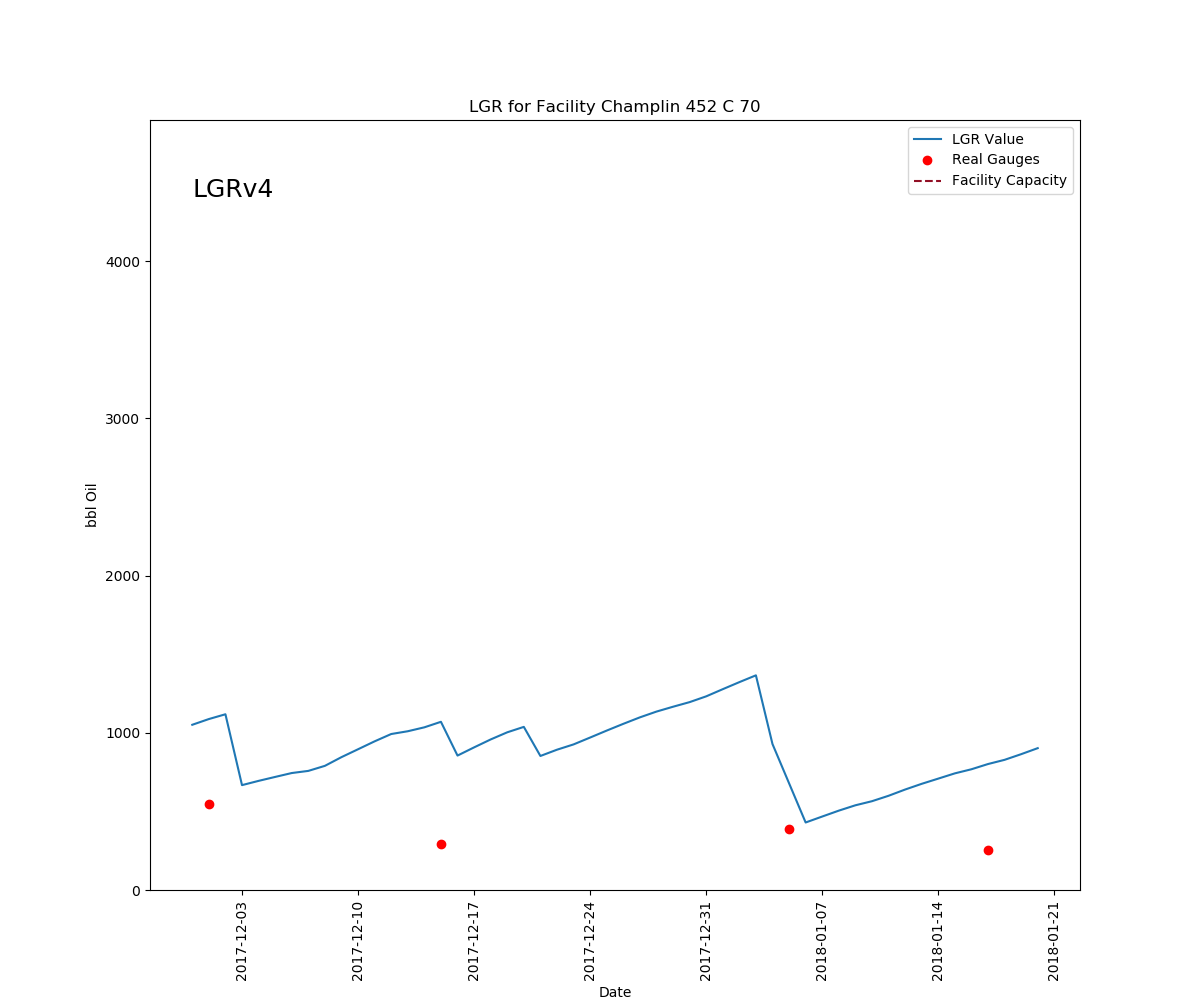 LGR for Facility Champlin 452 C 70
LGR Value
Real Gauges
Facility Capacity
LGRv4
4000
3000
2000
1000
0
bbl Oil
2017-12-03
2017-12-10
2017-12-17
2017-12-24
2017-12-31
2018-01-07
2018-01-14
2018-01-21
Date